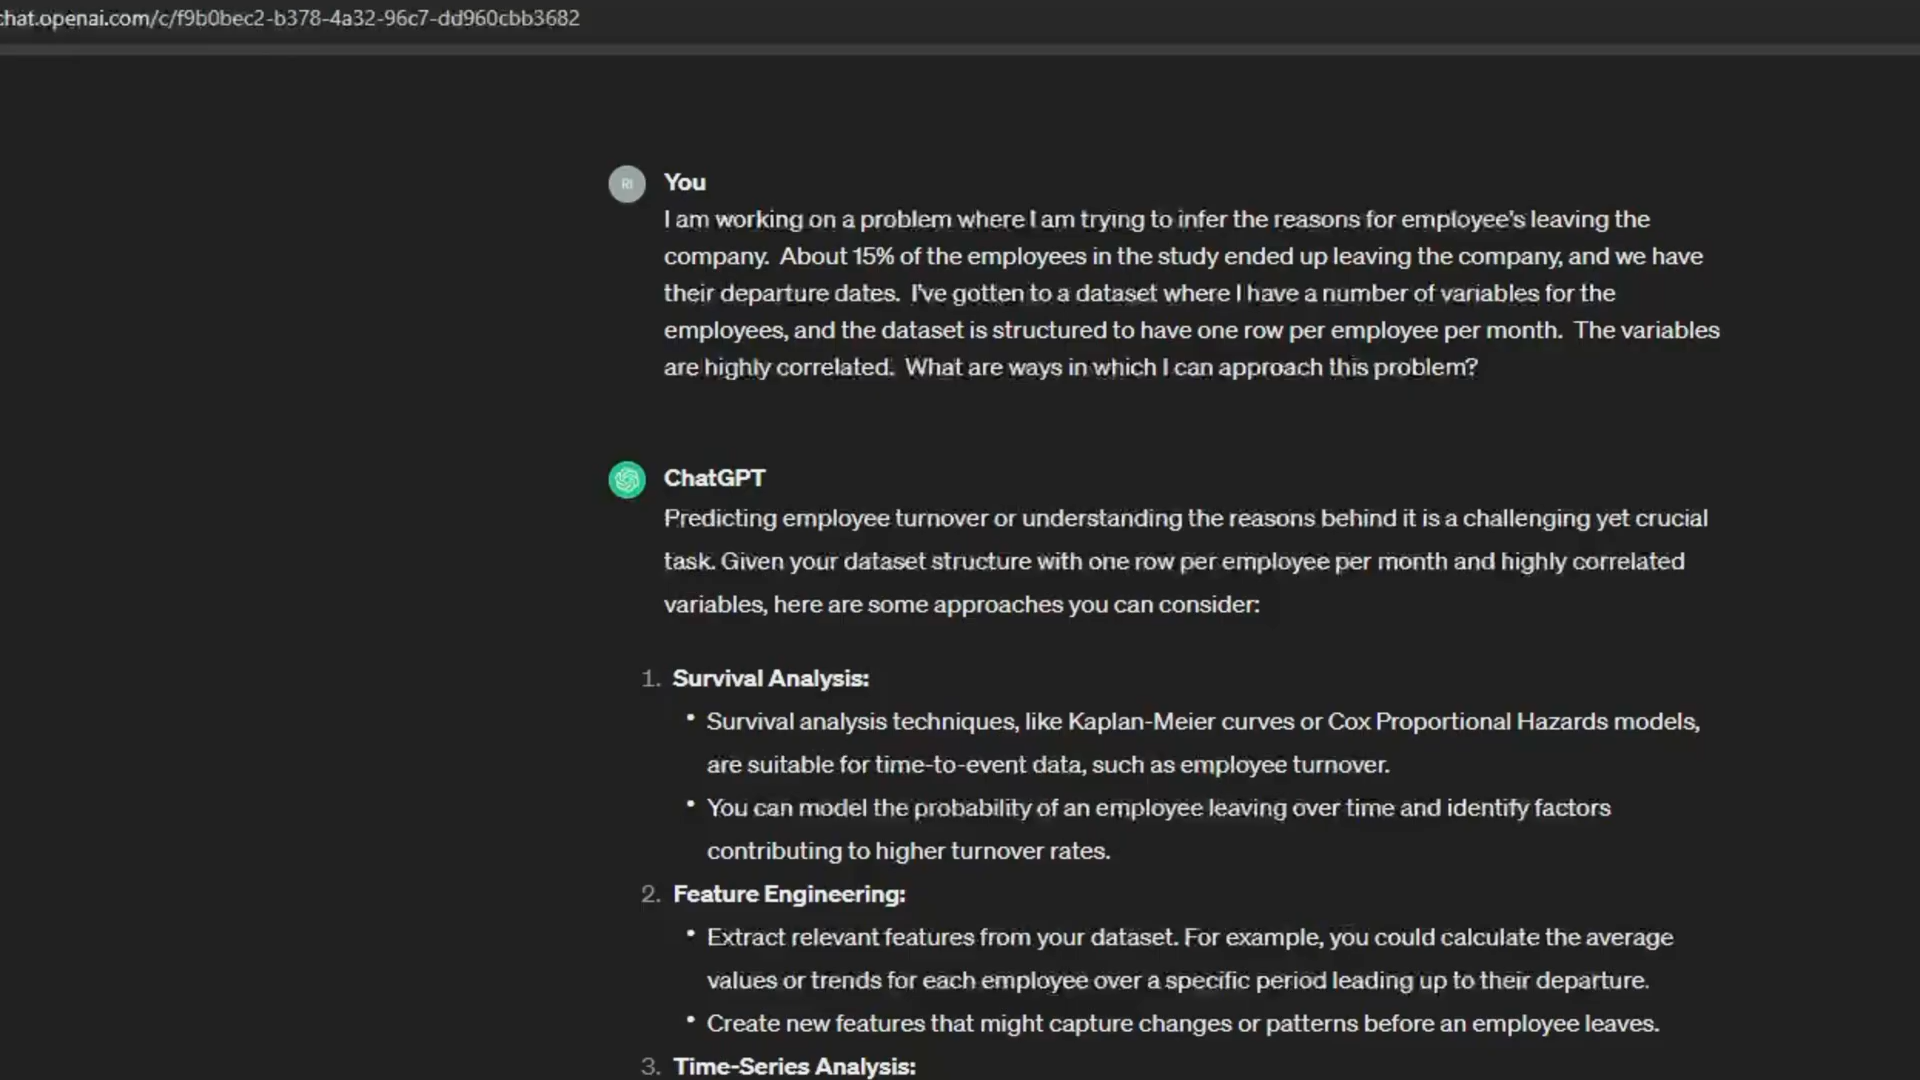 chat.openai.com/c/f9b0bec2-b378-4a32-96c7-dd960cbb3682
RI
You
I am working on a problem where I am trying to infer the reasons for employee's leaving the
company.  About 15% of the employees in the study ended up leaving the company, and we have
their departure dates.  I've gotten to a dataset where I have a number of variables for the
employees, and the dataset is structured to have one row per employee per month.  The variables
are highly correlated.  What are ways in which I can approach this problem?
ChatGPT
Predicting employee turnover or understanding the reasons behind it is a challenging yet crucial
task. Given your dataset structure with one row per employee per month and highly correlated
variables, here are some approaches you can consider:
1. Survival Analysis:
• Survival analysis techniques, like Kaplan-Meier curves or Cox Proportional Hazards models,
are suitable for time-to-event data, such as employee turnover.
• You can model the probability of an employee leaving over time and identify factors
contributing to higher turnover rates.
2. Feature Engineering:
• Extract relevant features from your dataset. For example, you could calculate the average
values or trends for each employee over a specific period leading up to their departure.
• Create new features that might capture changes or patterns before an employee leaves.
3. Time-Series Analysis: